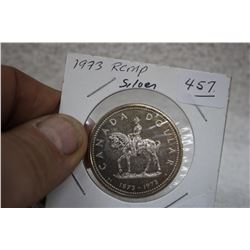 1973 RCMP
Silver
457
CANADA DOLLAR
1873-1973